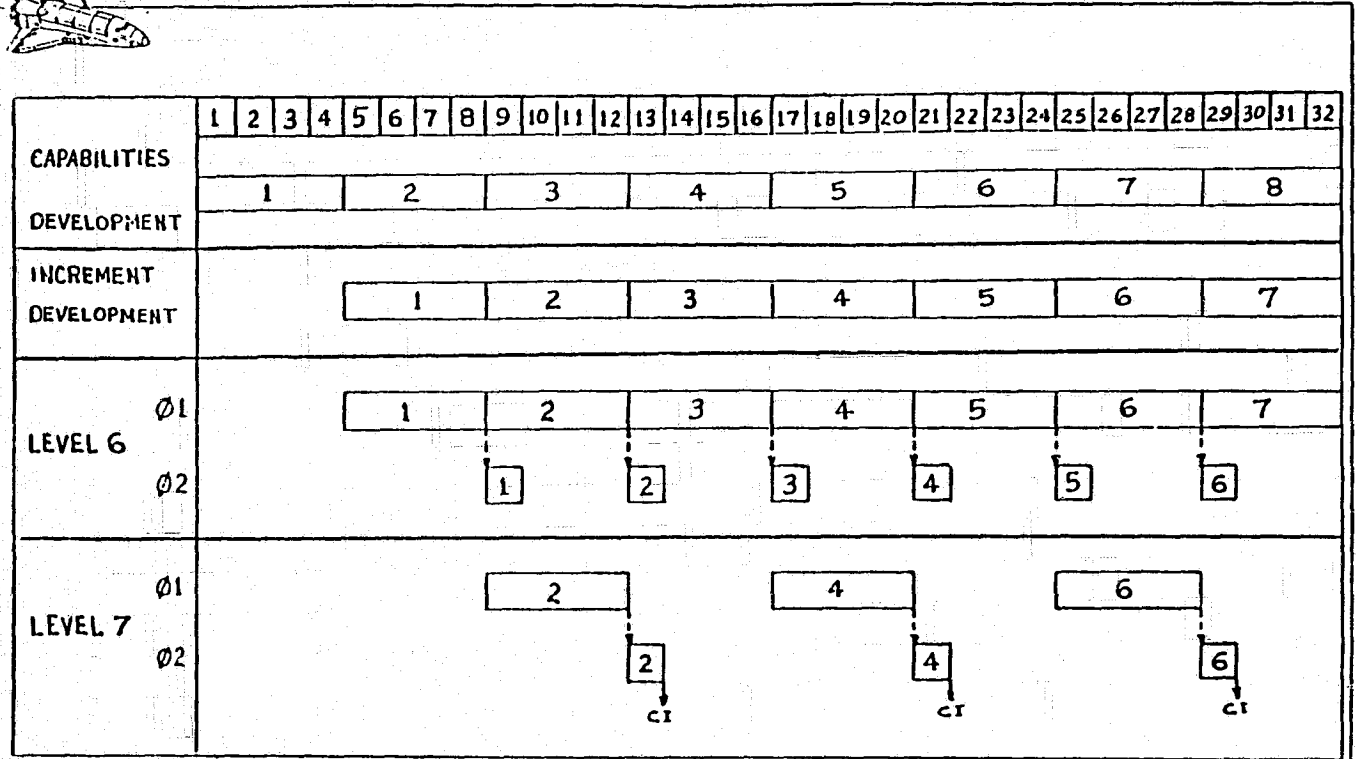 1 2 3 4 5 6 7 8 9 10 11 12 13 14 15 16 17 18 19 20 21 22 23 24 25 26 27 28 29 30 31 32
CAPABILITIES
1 2 3 4 5 6 7 8
DEVELOPMENT
INCREMENT
DEVELOPMENT
1 2 3 4 5 6 7
Ø1 1 2 3 4 5 6 7
LEVEL 6
Ø2 1 2 3 4 5 6
Ø1 2 4 6
LEVEL 7
Ø2 2 4 6
CI CI CI